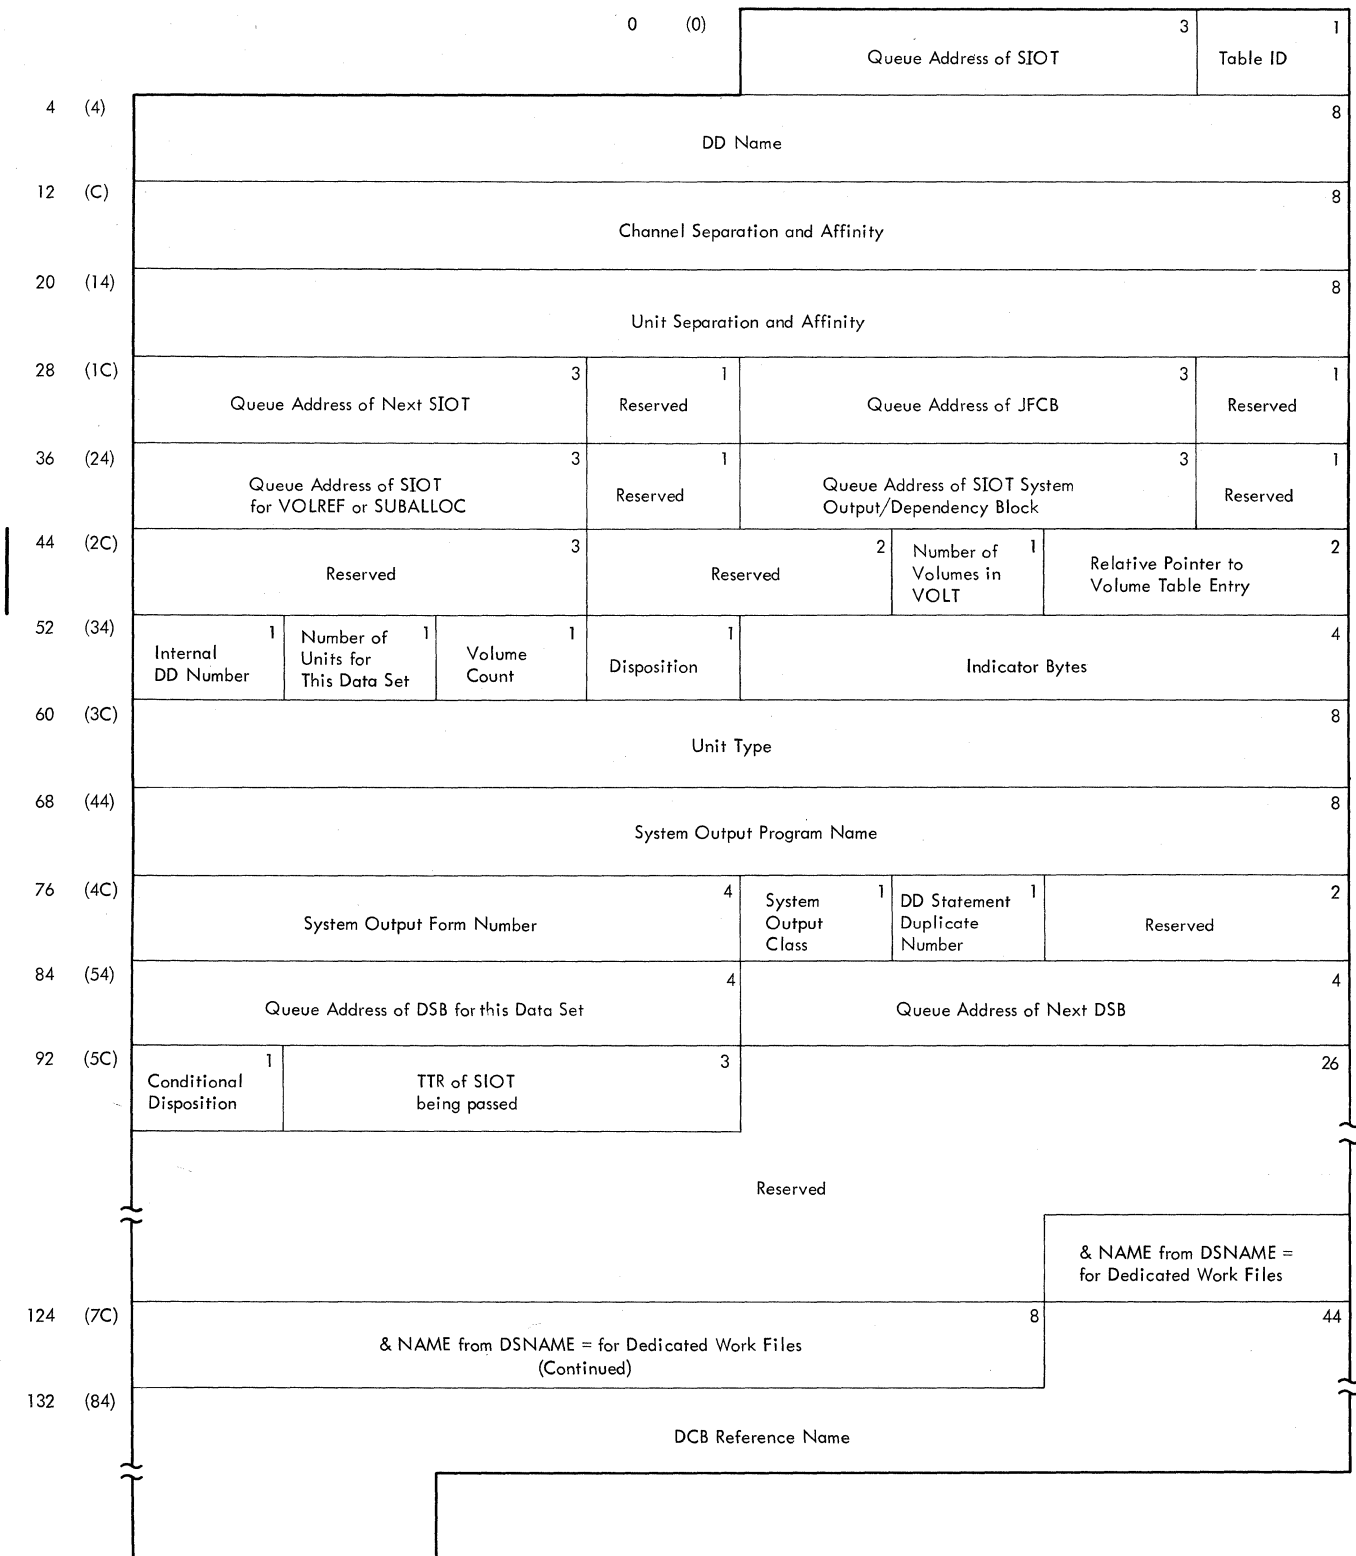 0 (0) 3 1
Queue Address of SIOT Table ID
4 (4) 8
DD Name
12 (C) 8
Channel Separation and Affinity
20 (14) 8
Unit Separation and Affinity
28 (1C) 3 1 3 1
Queue Address of Next SIOT Reserved Queue Address of JFCB Reserved
36 (24) 3 1 3 1
Queue Address of SIOT
for VOLREF or SUBALLOC
Reserved
Queue Address of SIOT System
Output/Dependency Block
Reserved
44 (2C) 3 2 1 2
Reserved
Reserved
Number of
Volumes in
VOLT
Relative Pointer to
Volume Table Entry
52 (34) 1 1 1 1 4
Internal
DD Number
Number of
Units for
This Data Set
Volume
Count
Disposition
Indicator Bytes
60 (3C) 8
Unit Type
68 (44) 8
System Output Program Name
76 (4C) 4 1 1 2
System Output Form Number
System
Output
Class
DD Statement
Duplicate
Number
Reserved
84 (54) 4 4
Queue Address of DSB for this Data Set Queue Address of Next DSB
92 (5C) 1 3 26
Conditional
Disposition
TTR of SIOT
being passed
Reserved
& NAME from DSNAME =
for Dedicated Work Files
124 (7C) 8 44
& NAME from DSNAME = for Dedicated Work Files
(Continued)
132 (84)
DCB Reference Name